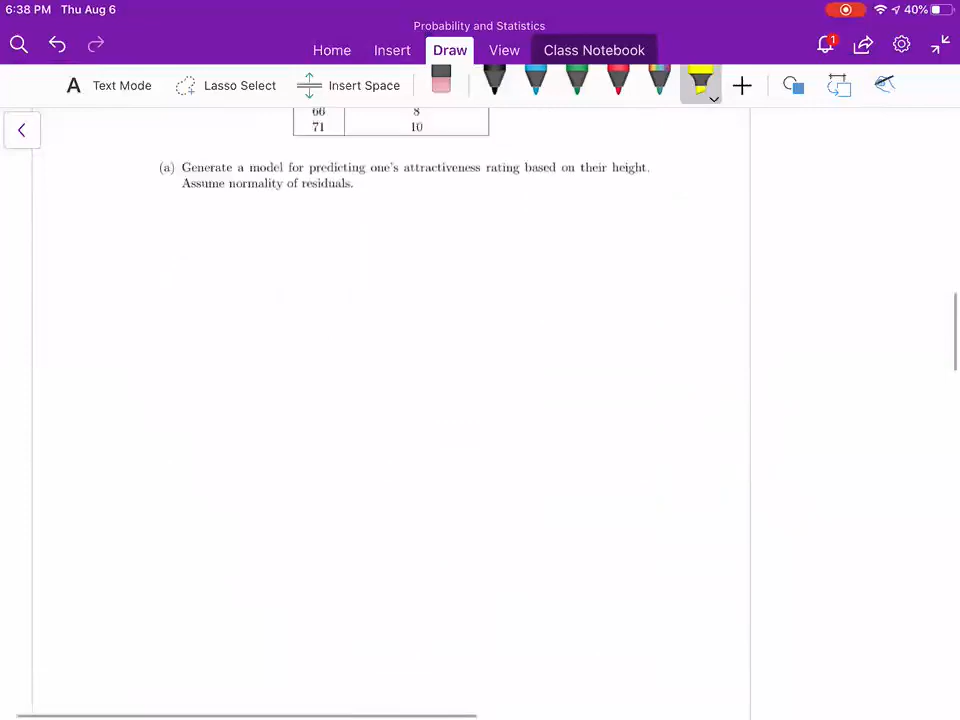 6:38 PM Thu Aug 6
40%
Probability and Statistics
Home Insert Draw View Class Notebook
1
A Text Mode Lasso Select Insert Space
66 8
71 10
(a) Generate a model for predicting one's attractiveness rating based on their height.
Assume normality of residuals.